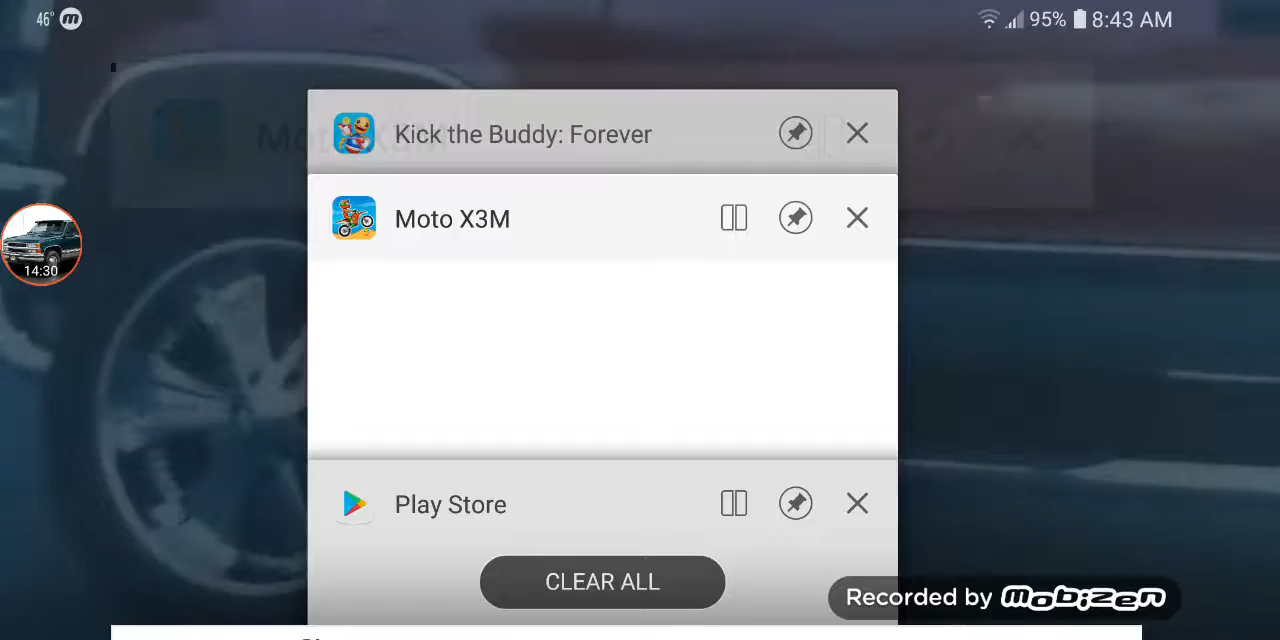 46° m
95% 8:43 AM
Kick the Buddy: Forever
Moto X3M
14:30
Play Store
CLEAR ALL
Recorded by mobizen